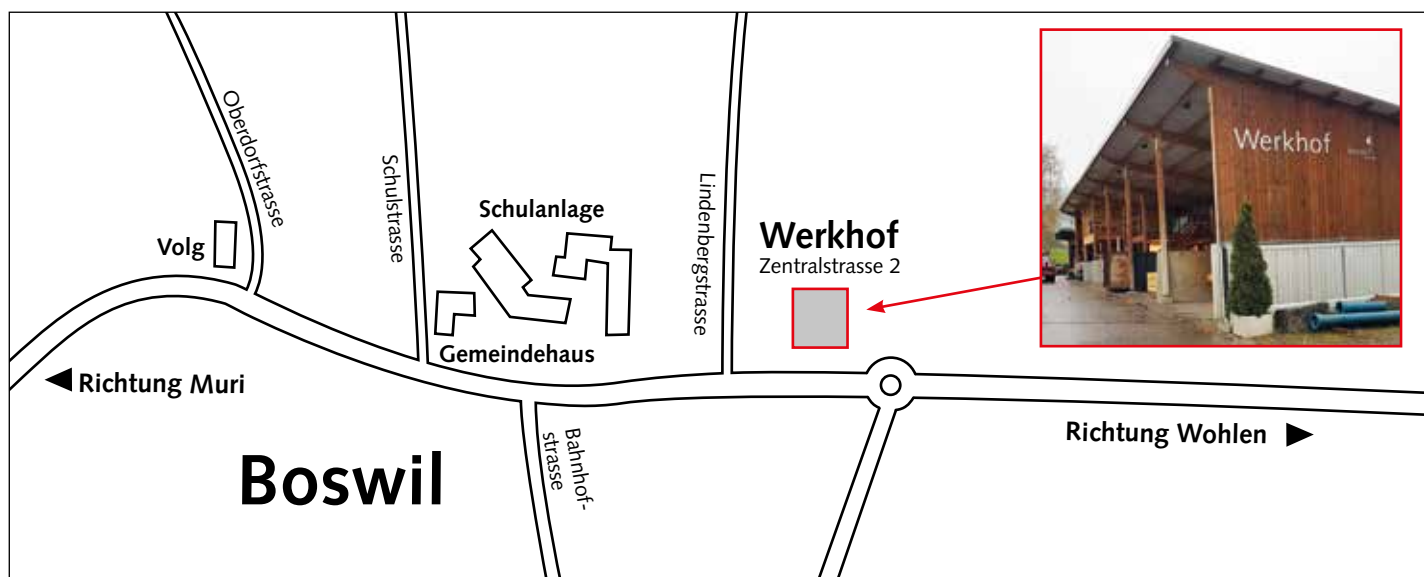 Oberdorfstrasse
Schulstrasse
Lindenbergstrasse
Volg
Schulanlage
Werkhof
Zentralstrasse 2
Werkhof
Gemeindehaus
Richtung Muri
Bahnhof-
strasse
Richtung Wohlen
Boswil